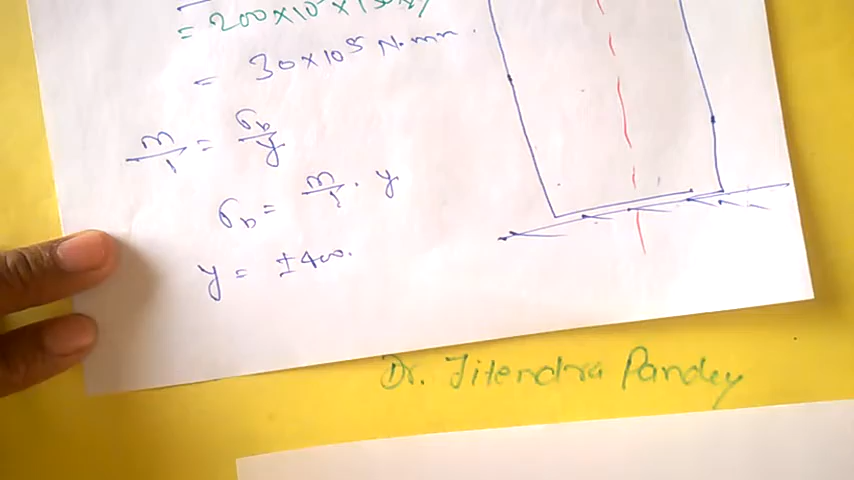 = 200×10³ ×
= 30×10⁵ N.mm.
m/I = σb/y
σb = m/I . y
y = ±400.
Dr. Jitendra Pandey